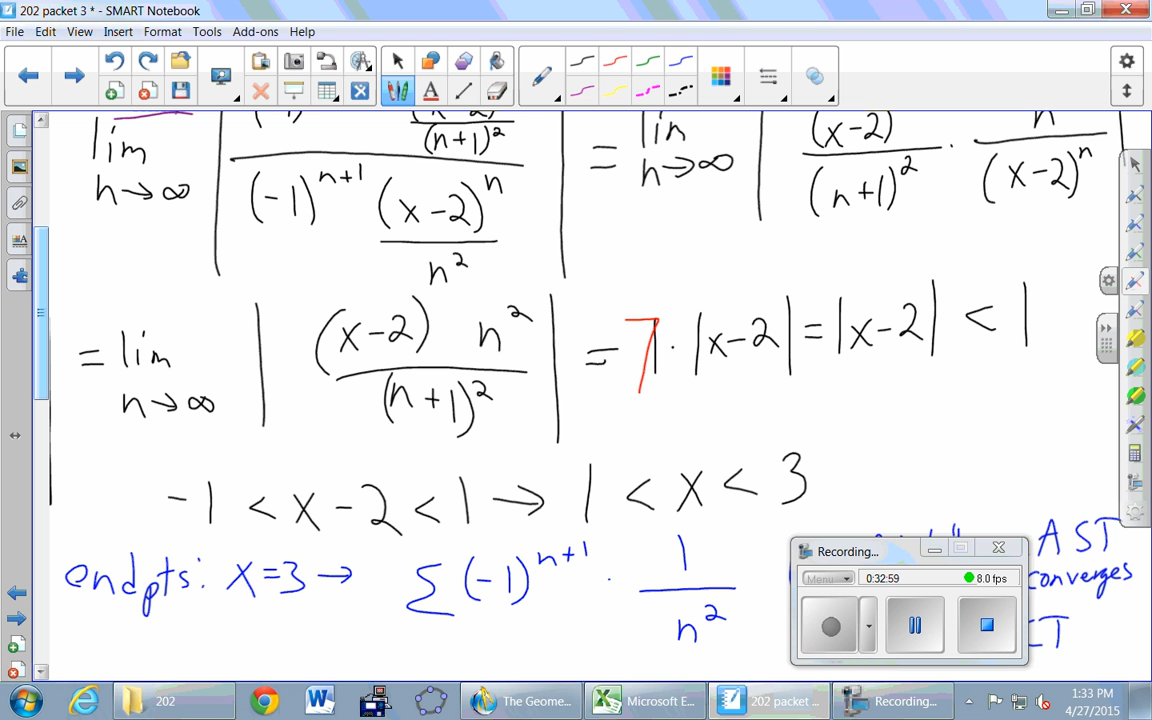 202 packet 3 * - SMART Notebook
File Edit View Insert Format Tools Add-ons Help
lim n→∞ | (n+1)² / (-1)^(n+1) (x-2)^n / n² | = lim n→∞ | (x-2) / (n+1)² · n / (x-2)^n |
= lim n→∞ | (x-2) n² / (n+1)² | = 7 · |x-2| = |x-2| < 1
-1 < x - 2 < 1 → 1 < x < 3
endpts: x=3 → Σ (-1)^(n+1) · 1 / n²
AST
converges
Recording...
Menu
0:32:59
8.0 fps
202
The Geome...
Microsoft E...
202 packet ...
Recording...
1:33 PM
4/27/2015